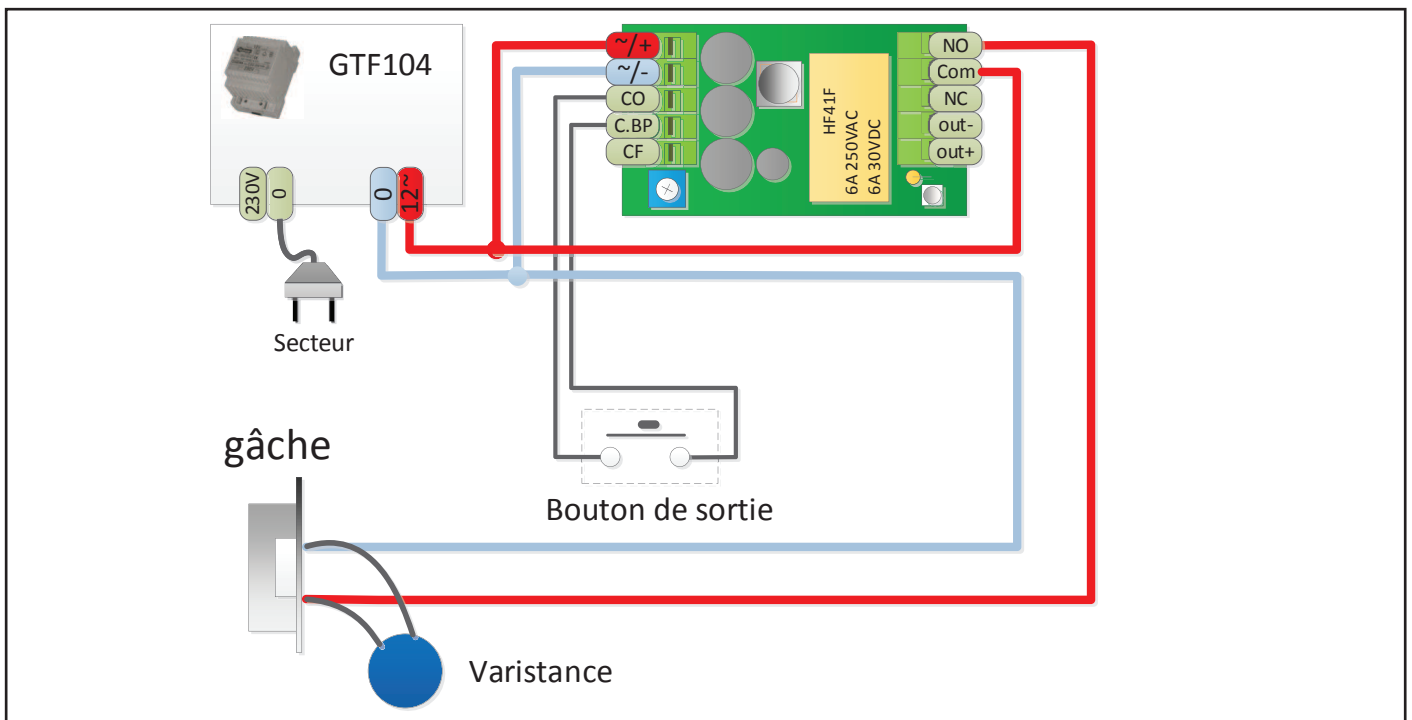 GTF104
230V
0
0
12~
Secteur
~/+
~/-
CO
C.BP
CF
HF41F
6A 250VAC
6A 30VDC
NO
Com
NC
out-
out+
Bouton de sortie
gâche
Varistance